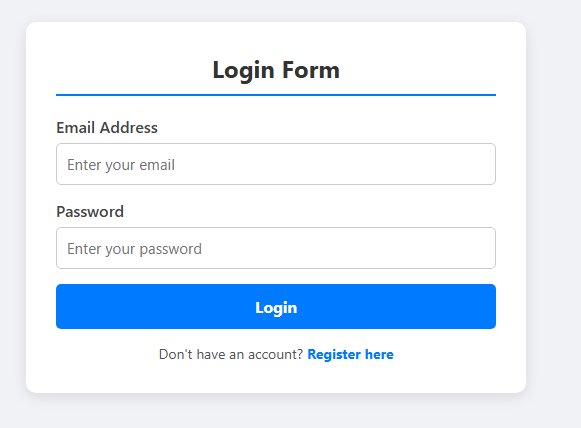 Login Form
Email Address
Enter your email
Password
Enter your password
Login
Don't have an account? Register here